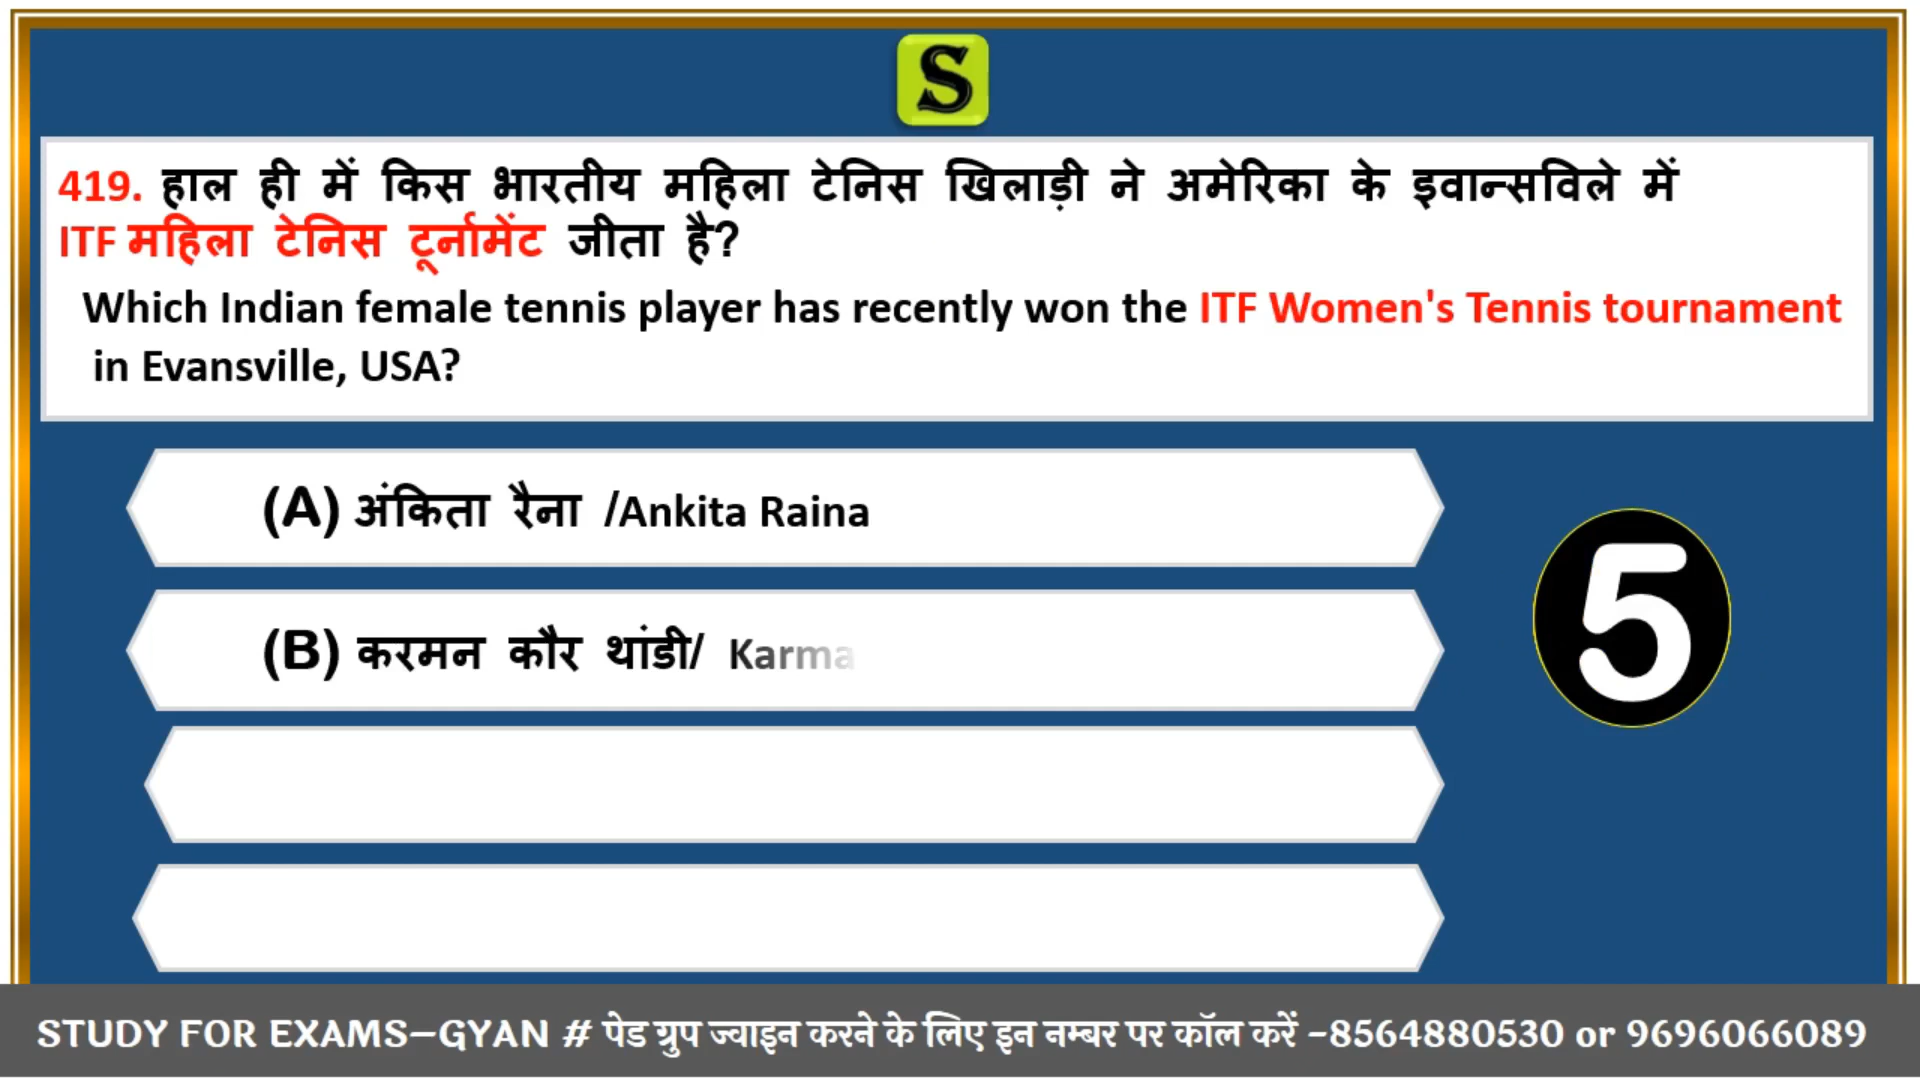 S
419. हाल ही में किस भारतीय महिला टेनिस खिलाड़ी ने अमेरिका के इवान्सविले में
ITF महिला टेनिस टूर्नामेंट जीता है?
Which Indian female tennis player has recently won the ITF Women's Tennis tournament
in Evansville, USA?
(A) अंकिता रैना /Ankita Raina
(B) करमन कौर थांडी/ Karma
5
STUDY FOR EXAMS–GYAN # पेड ग्रुप ज्वाइन करने के लिए इन नम्बर पर कॉल करें -8564880530 or 9696066089